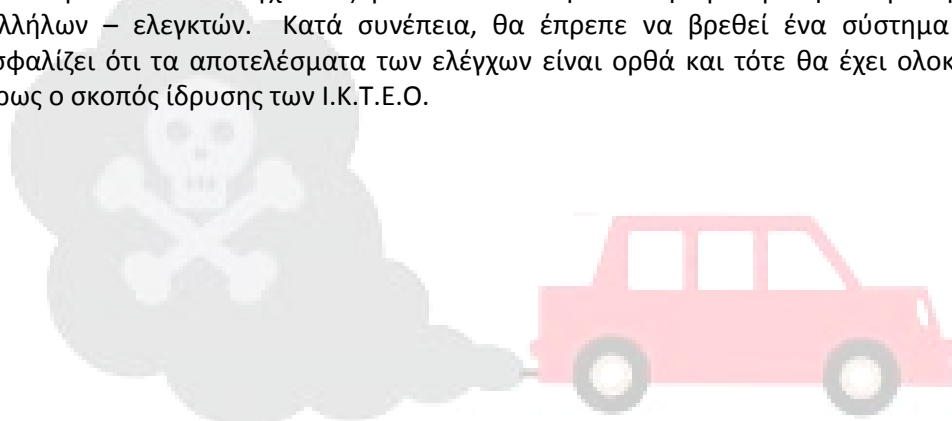 λλήλων – ελεγκτών. Κατά συνέπεια, θα έπρεπε να βρεθεί ένα σύστημα
σφαλίζει ότι τα αποτελέσματα των ελέγχων είναι ορθά και τότε θα έχει ολοκ
ρως ο σκοπός ίδρυσης των Ι.Κ.Τ.Ε.Ο.